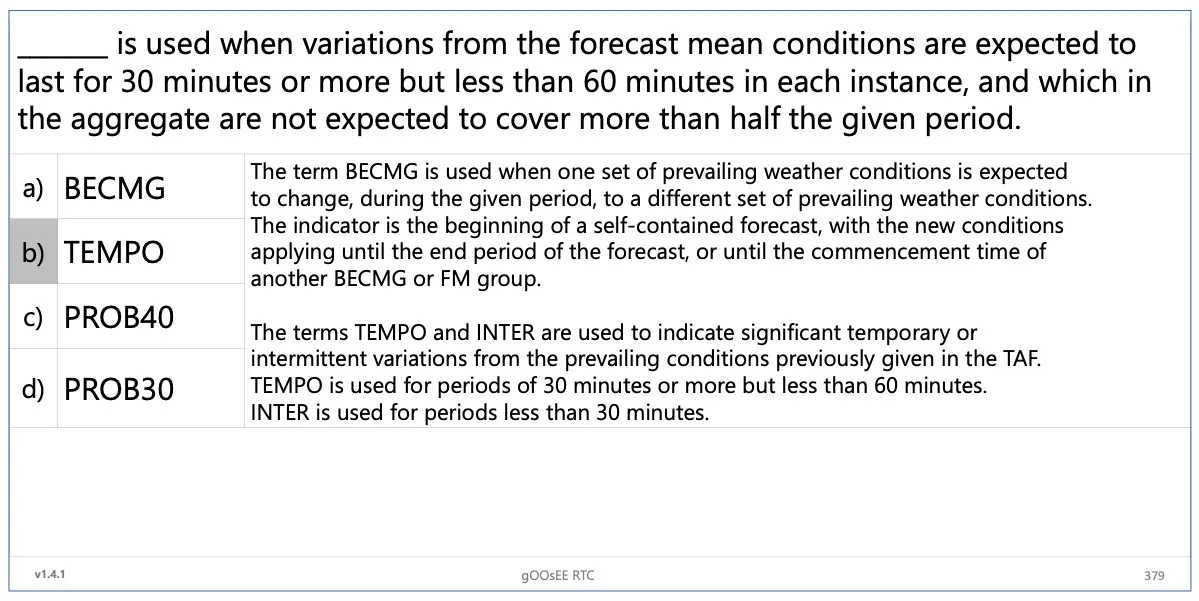 ______ is used when variations from the forecast mean conditions are expected to
last for 30 minutes or more but less than 60 minutes in each instance, and which in
the aggregate are not expected to cover more than half the given period.
a) BECMG
b) TEMPO
c) PROB40
d) PROB30
The term BECMG is used when one set of prevailing weather conditions is expected
to change, during the given period, to a different set of prevailing weather conditions.
The indicator is the beginning of a self-contained forecast, with the new conditions
applying until the end period of the forecast, or until the commencement time of
another BECMG or FM group.
The terms TEMPO and INTER are used to indicate significant temporary or
intermittent variations from the prevailing conditions previously given in the TAF.
TEMPO is used for periods of 30 minutes or more but less than 60 minutes.
INTER is used for periods less than 30 minutes.
v1.4.1 gOOsEE RTC 379